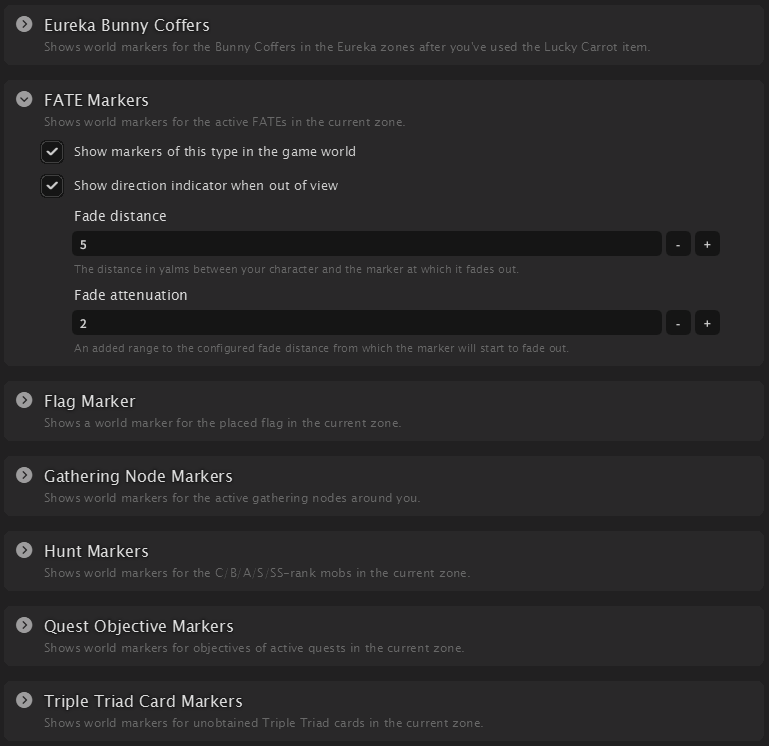 Eureka Bunny Coffers
Shows world markers for the Bunny Coffers in the Eureka zones after you've used the Lucky Carrot item.
FATE Markers
Shows world markers for the active FATEs in the current zone.
Show markers of this type in the game world
Show direction indicator when out of view
Fade distance
5 - +
The distance in yalms between your character and the marker at which it fades out.
Fade attenuation
2 - +
An added range to the configured fade distance from which the marker will start to fade out.
Flag Marker
Shows a world marker for the placed flag in the current zone.
Gathering Node Markers
Shows world markers for the active gathering nodes around you.
Hunt Markers
Shows world markers for the C/B/A/S/SS-rank mobs in the current zone.
Quest Objective Markers
Shows world markers for objectives of active quests in the current zone.
Triple Triad Card Markers
Shows world markers for unobtained Triple Triad cards in the current zone.